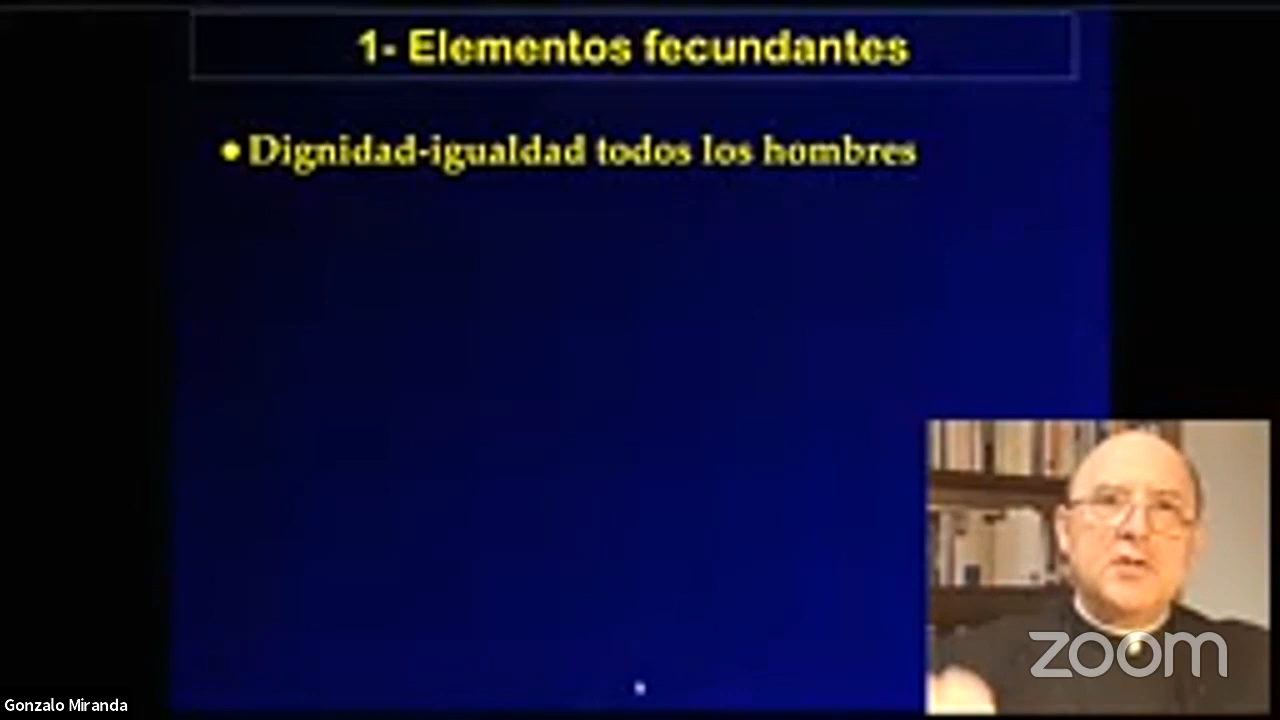 1- Elementos fecundantes
• Dignidad-igualdad todos los hombres
zoom
Gonzalo Miranda